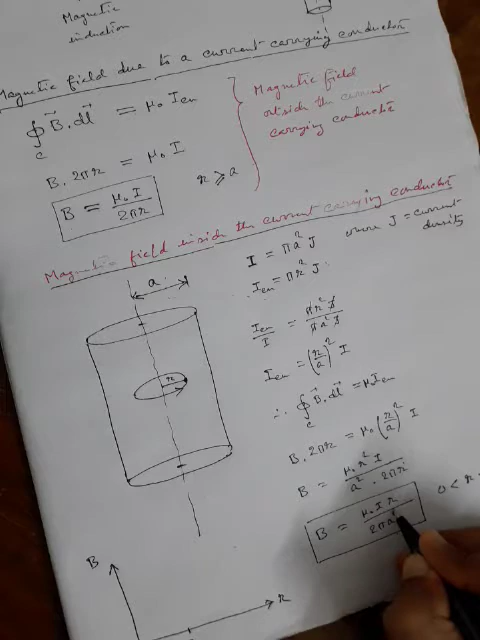 Magnetic
induction
Magnetic field due to a current carrying conductor
∮ B⃗.dl⃗ = μ₀ Ien
c
B. 2πr = μ₀ I
B = μ₀I / 2πr
r ⩾ a
Magnetic field
outside the current
carrying conductor
Magnetic field inside the current carrying conductor
a
r
I = πa² J where J = current
density
Ien = πr² J.
Ien / I = πr² J / πa² J
Ien = (r/a)² I
∴ ∮ B⃗.dl⃗ = μIen
c
B. 2πr = μ₀ (r/a)² I
B = μ₀ r² I / a² . 2πr
B = μ₀ I r / 2πa²
0 < r
B
r